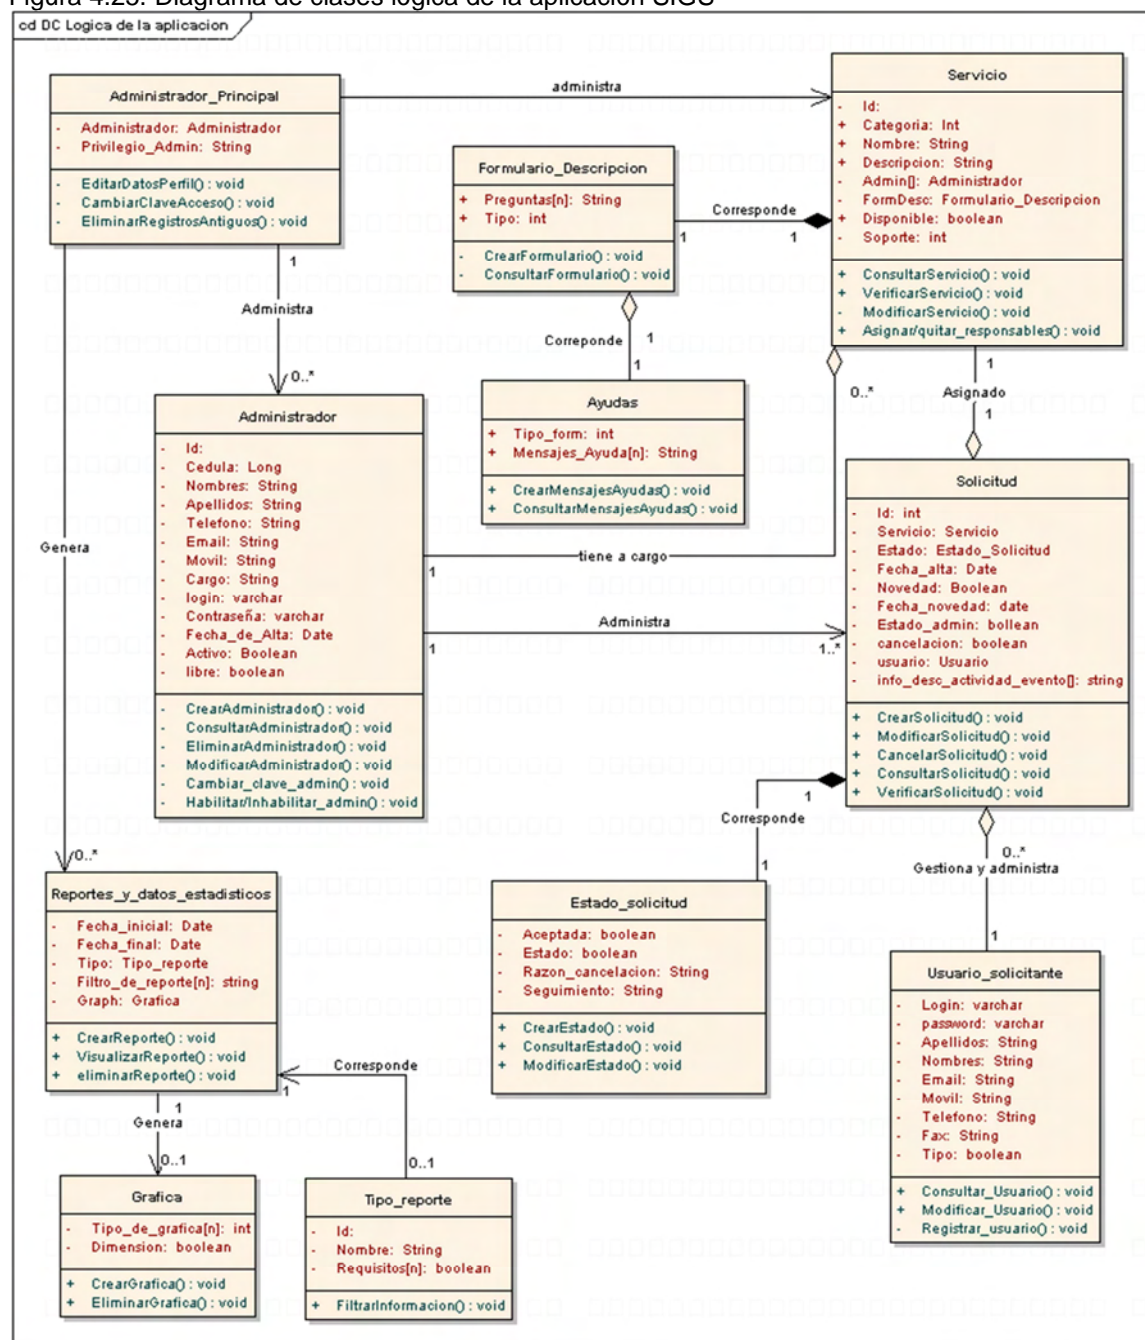 Figura 4.23. Diagrama de clases lógica de la aplicación SIGS
cd DC Logica de la aplicacion
Administrador_Principal
- Administrador: Administrador
- Privilegio_Admin: String
- EditarDatosPerfil() : void
- CambiarClaveAcceso() : void
- EliminarRegistrosAntiguos() : void
administra
Servicio
- Id:
+ Categoria: Int
+ Nombre: String
+ Descripcion: String
- Admin[]: Administrador
- FormDesc: Formulario_Descripcion
+ Disponible: boolean
- Soporte: int
+ ConsultarServicio() : void
+ VerificarServicio() : void
- ModificarServicio() : void
+ Asignar/quitar_responsables() : void
Formulario_Descripcion
+ Preguntas[n]: String
+ Tipo: int
- CrearFormulario() : void
- ConsultarFormulario() : void
Corresponde
1
1
1
Administra
0..*
Correponde
1
1
Ayudas
+ Tipo_form: int
+ Mensajes_Ayuda[n]: String
+ CrearMensajesAyudas() : void
+ ConsultarMensajesAyudas() : void
0..*
1
Asignado
1
Administrador
- Id:
- Cedula: Long
- Nombres: String
- Apellidos: String
- Telefono: String
- Email: String
- Movil: String
- Cargo: String
- login: varchar
- Contraseña: varchar
- Fecha_de_Alta: Date
- Activo: Boolean
- libre: boolean
- CrearAdministrador() : void
- ConsultarAdministrador() : void
- EliminarAdministrador() : void
- ModificarAdministrador() : void
- Cambiar_clave_admin() : void
- Habilitar/Inhabilitar_admin() : void
Genera
tiene a cargo
1
Administra
1
1..*
Solicitud
- Id: int
- Servicio: Servicio
- Estado: Estado_Solicitud
- Fecha_alta: Date
- Novedad: Boolean
- Fecha_novedad: date
- Estado_admin: bollean
- cancelacion: boolean
- usuario: Usuario
- info_desc_actividad_evento[]: string
+ CrearSolicitud() : void
+ ModificarSolicitud() : void
+ CancelarSolicitud() : void
+ ConsultarSolicitud() : void
+ VerificarSolicitud() : void
1
Corresponde
1
0..*
Gestiona y administra
1
0..*
Reportes_y_datos_estadisticos
- Fecha_inicial: Date
- Fecha_final: Date
- Tipo: Tipo_reporte
- Filtro_de_reporte[n]: string
- Graph: Grafica
+ CrearReporte() : void
+ VisualizarReporte() : void
+ eliminarReporte() : void
Estado_solicitud
- Aceptada: boolean
- Estado: boolean
- Razon_cancelacion: String
- Seguimiento: String
+ CrearEstado() : void
+ ConsultarEstado() : void
+ ModificarEstado() : void
Usuario_solicitante
- Login: varchar
- password: varchar
- Apellidos: String
- Nombres: String
- Email: String
- Movil: String
- Telefono: String
- Fax: String
- Tipo: boolean
+ Consultar_Usuario() : void
+ Modificar_Usuario() : void
- Registrar_usuario() : void
Corresponde
1
0..1
1
Genera
0..1
Grafica
- Tipo_de_grafica[n]: int
- Dimension: boolean
+ CrearGrafica() : void
+ EliminarGrafica() : void
Tipo_reporte
- Id:
- Nombre: String
- Requisitos[n]: boolean
+ FiltrarInformacion() : void